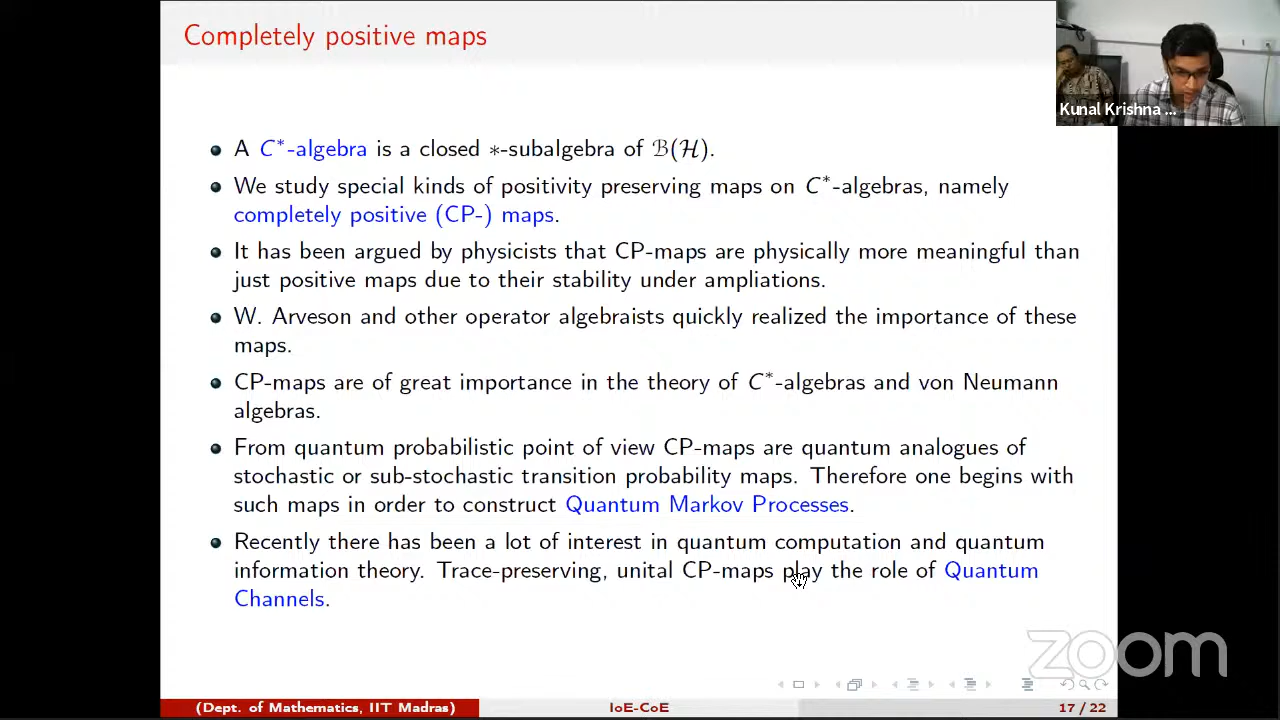 Completely positive maps
Kunal Krishna ...
A C*-algebra is a closed ∗-subalgebra of ℬ(ℋ).
We study special kinds of positivity preserving maps on C*-algebras, namely
completely positive (CP-) maps.
It has been argued by physicists that CP-maps are physically more meaningful than
just positive maps due to their stability under ampliations.
W. Arveson and other operator algebraists quickly realized the importance of these
maps.
CP-maps are of great importance in the theory of C*-algebras and von Neumann
algebras.
From quantum probabilistic point of view CP-maps are quantum analogues of
stochastic or sub-stochastic transition probability maps. Therefore one begins with
such maps in order to construct Quantum Markov Processes.
Recently there has been a lot of interest in quantum computation and quantum
information theory. Trace-preserving, unital CP-maps play the role of Quantum
Channels.
zoom
(Dept. of Mathematics, IIT Madras)
IoE-CoE
17 / 22